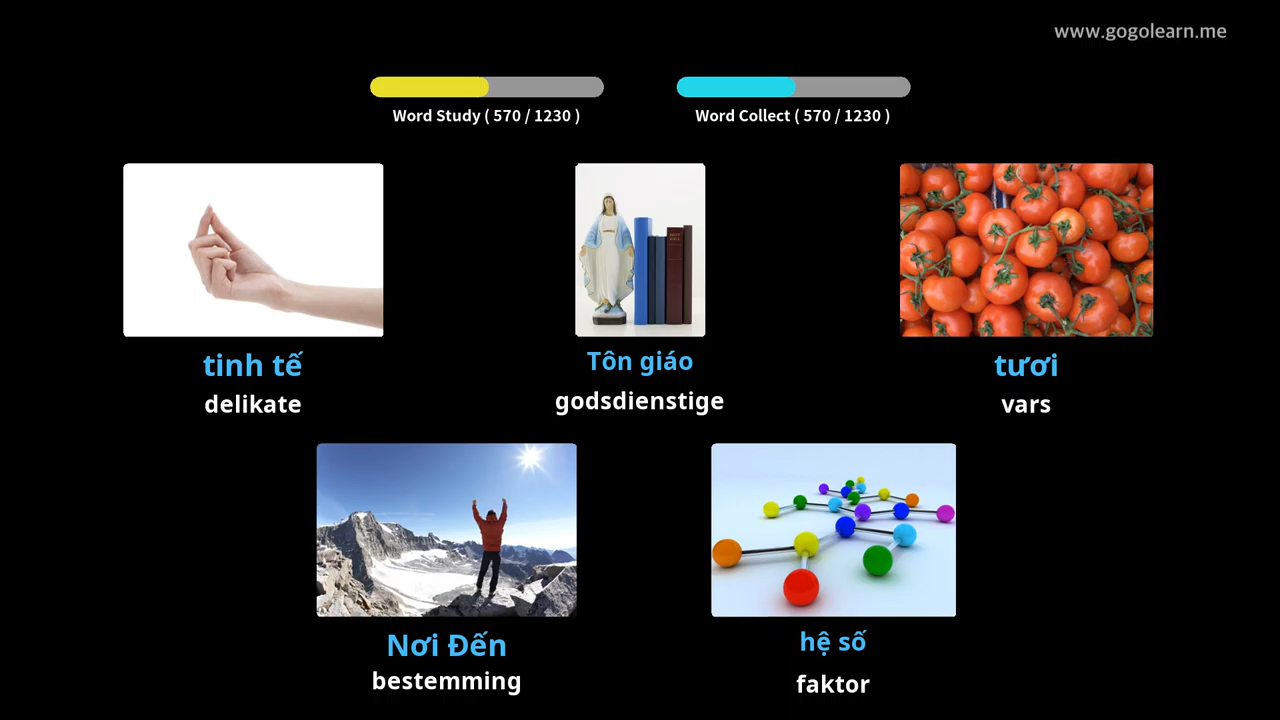 www.gogolearn.me
Word Study ( 570 / 1230 )
Word Collect ( 570 / 1230 )
tinh tế
delikate
Tôn giáo
godsdienstige
tươi
vars
Nơi Đến
bestemming
hệ số
faktor